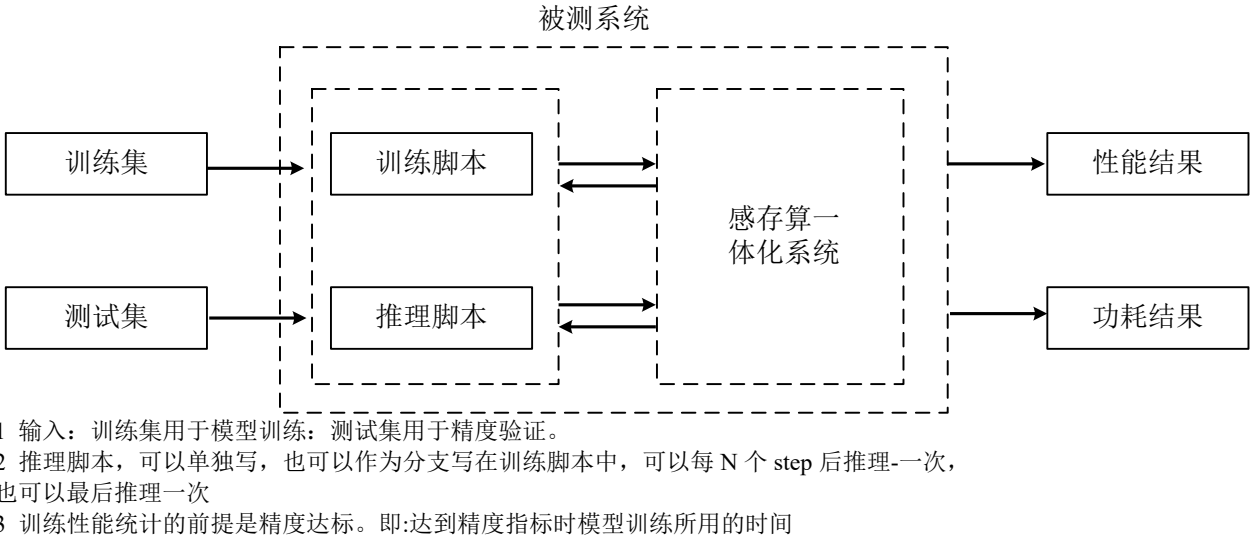 被测系统
训练集
训练脚本
性能结果
感存算一
体化系统
测试集
推理脚本
功耗结果
1 输入：训练集用于模型训练：测试集用于精度验证。
2 推理脚本，可以单独写，也可以作为分支写在训练脚本中，可以每 N 个 step 后推理-一次，
也可以最后推理一次
3 训练性能统计的前提是精度达标。即:达到精度指标时模型训练所用的时间